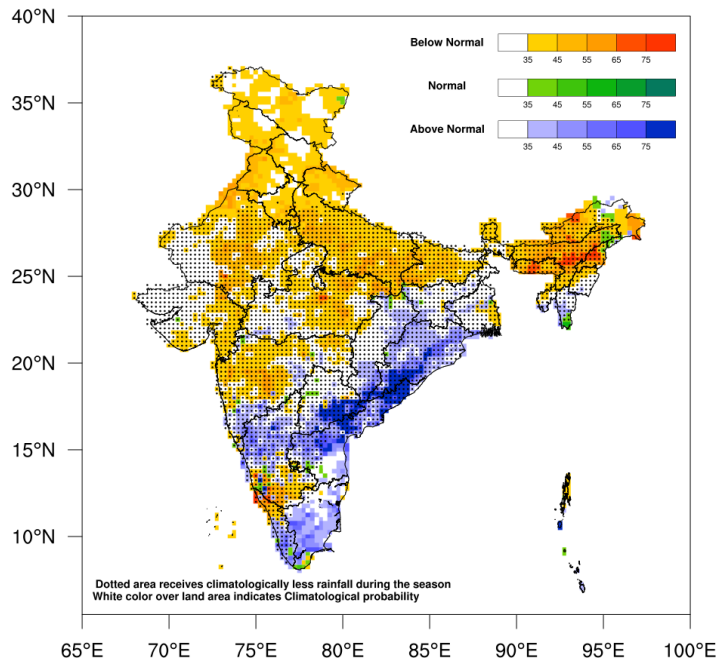 40°N
Below Normal
35 45 55 65 75
Normal
35 45 55 65 75
35°N
Above Normal
35 45 55 65 75
30°N
25°N
20°N
15°N
10°N
Dotted area receives climatologically less rainfall during the season
White color over land area indicates Climatological probability
65°E 70°E 75°E 80°E 85°E 90°E 95°E 100°E